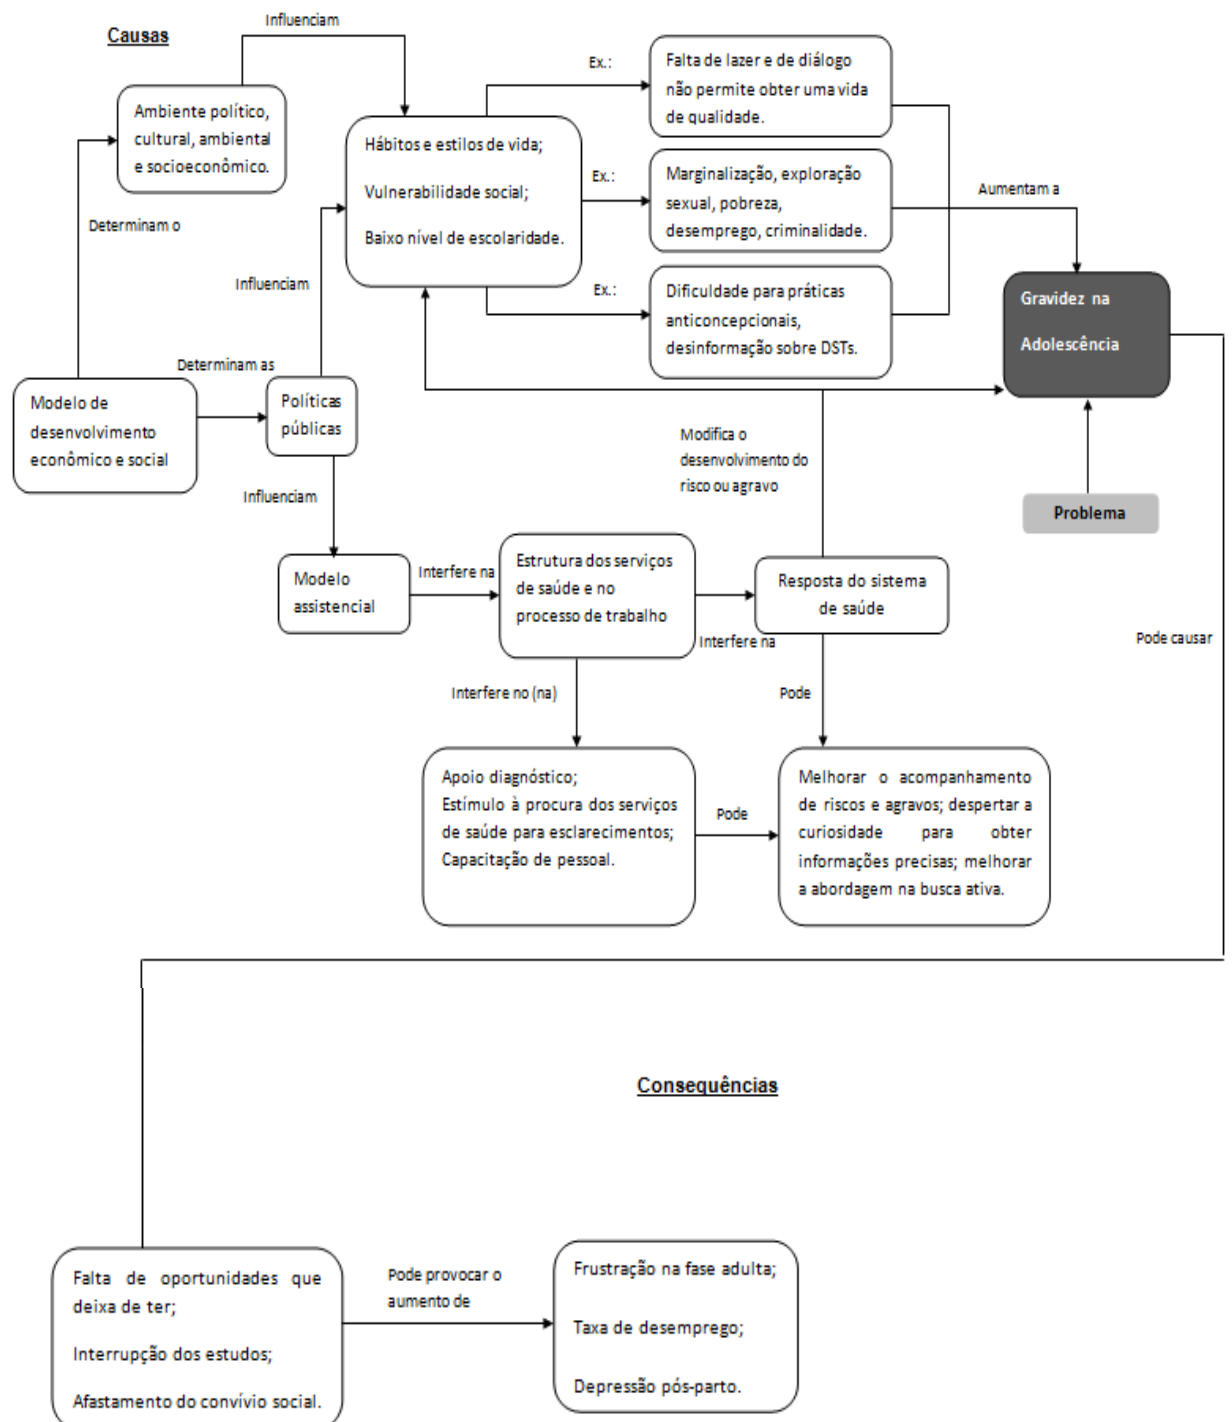 Causas
Influenciam
Ambiente político,
cultural, ambiental
e socioeconômico.
Determinam o
Hábitos e estilos de vida;
Vulnerabilidade social;
Baixo nível de escolaridade.
Ex.:
Falta de lazer e de diálogo
não permite obter uma vida
de qualidade.
Ex.:
Marginalização, exploração
sexual, pobreza,
desemprego, criminalidade.
Ex.:
Dificuldade para práticas
anticoncepcionais,
desinformação sobre DSTs.
Aumentam a
Gravidez na
Adolescência
Influenciam
Determinam as
Modelo de
desenvolvimento
econômico e social
Políticas
públicas
Influenciam
Modifica o
desenvolvimento do
risco ou agravo
Problema
Modelo
assistencial
Interfere na
Estrutura dos serviços
de saúde e no
processo de trabalho
Interfere na
Resposta do sistema
de saúde
Pode causar
Interfere no (na)
Pode
Apoio diagnóstico;
Estímulo à procura dos serviços
de saúde para esclarecimentos;
Capacitação de pessoal.
Pode
Melhorar o acompanhamento
de riscos e agravos; despertar a
curiosidade para obter
informações precisas; melhorar
a abordagem na busca ativa.
Consequências
Falta de oportunidades que
deixa de ter;
Interrupção dos estudos;
Afastamento do convívio social.
Pode provocar o
aumento de
Frustração na fase adulta;
Taxa de desemprego;
Depressão pós-parto.